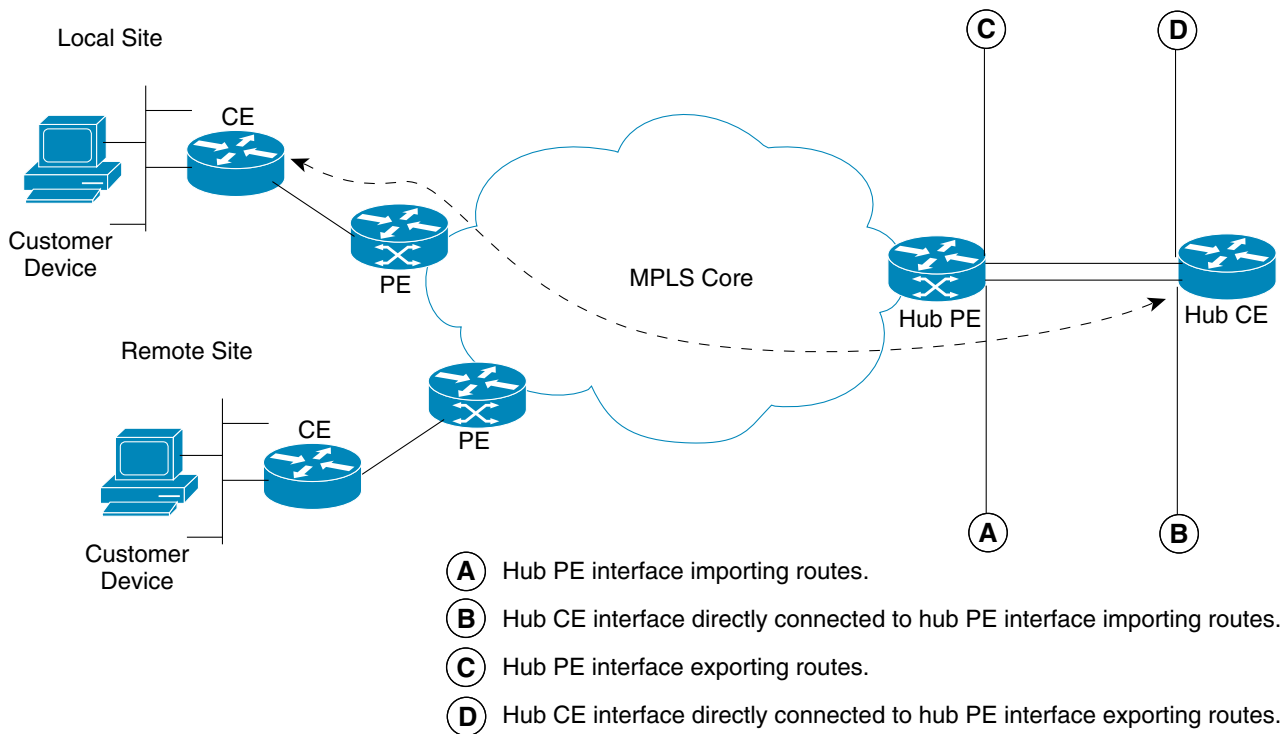 C
D
Local Site
CE
Customer
Device
PE
MPLS Core
Hub PE
Hub CE
Remote Site
CE
PE
Customer
Device
A
B
A Hub PE interface importing routes.
B Hub CE interface directly connected to hub PE interface importing routes.
C Hub PE interface exporting routes.
D Hub CE interface directly connected to hub PE interface exporting routes.